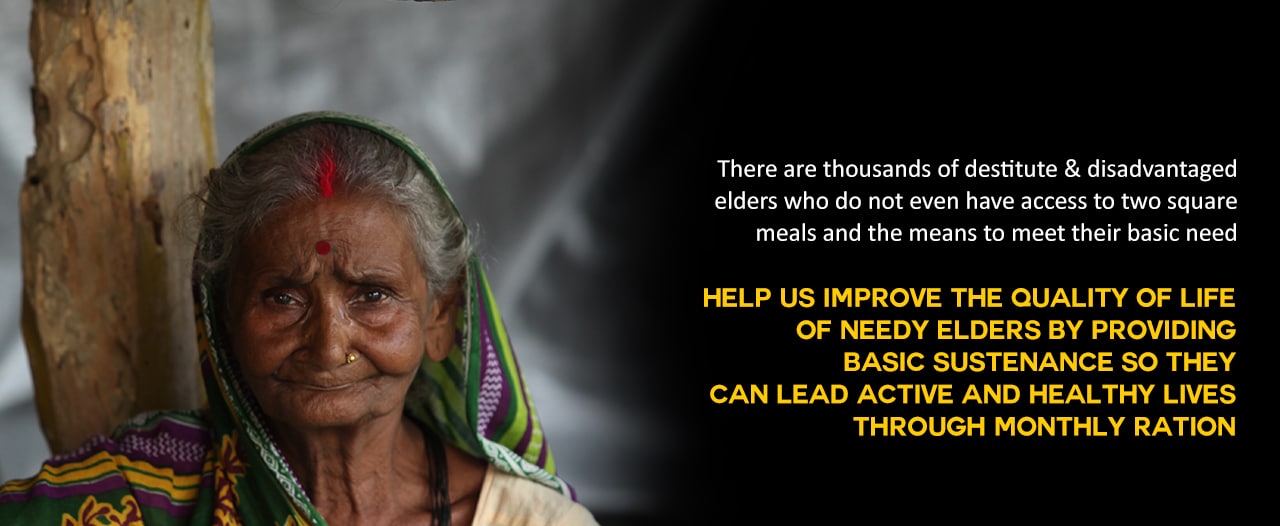 There are thousands of destitute & disadvantaged
elders who do not even have access to two square
meals and the means to meet their basic need
HELP US IMPROVE THE QUALITY OF LIFE
OF NEEDY ELDERS BY PROVIDING
BASIC SUSTENANCE SO THEY
CAN LEAD ACTIVE AND HEALTHY LIVES
THROUGH MONTHLY RATION